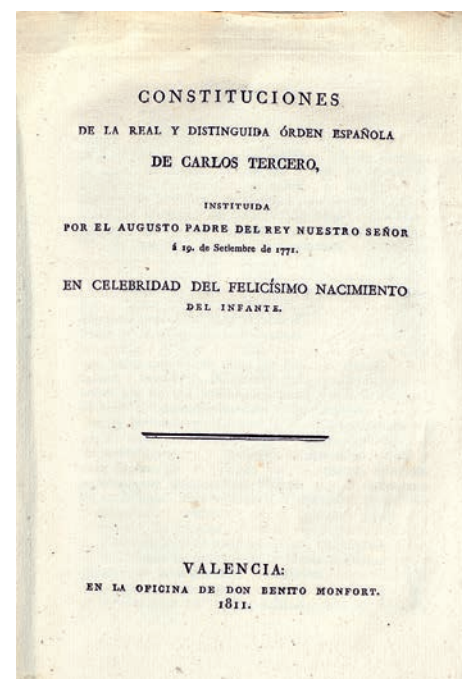 CONSTITUCIONES
DE LA REAL Y DISTINGUIDA ÓRDEN ESPAÑOLA
DE CARLOS TERCERO,
INSTITUIDA
POR EL AUGUSTO PADRE DEL REY NUESTRO SEÑOR
á 19. de Setiembre de 1771.
EN CELEBRIDAD DEL FELICÍSIMO NACIMIENTO
DEL INFANTE.
VALENCIA:
EN LA OFICINA DE DON BENITO MONFORT.
1811.